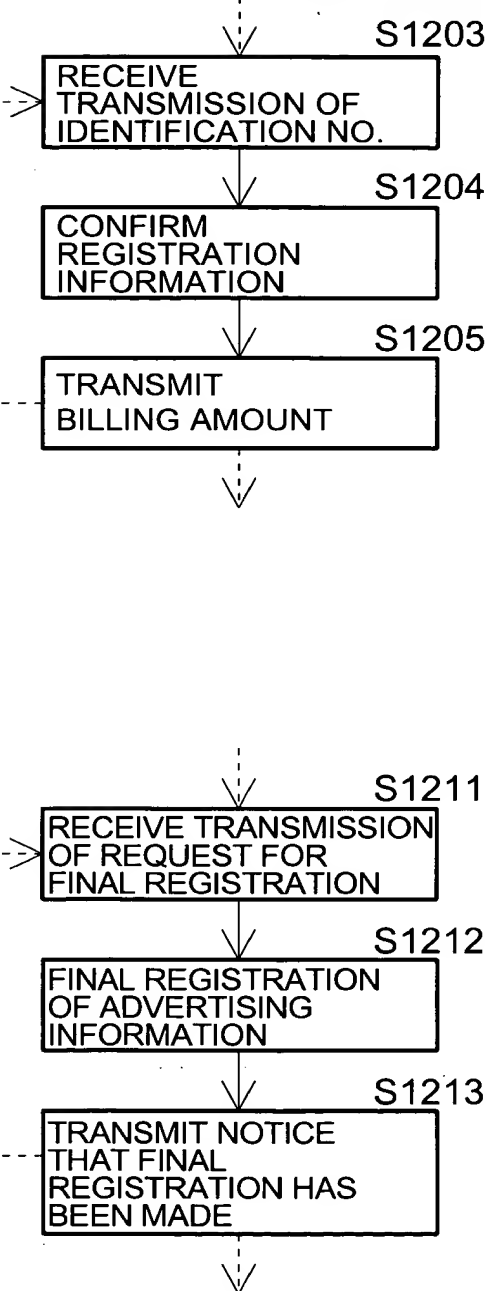 S1203
RECEIVE
TRANSMISSION OF
IDENTIFICATION NO.
S1204
CONFIRM
REGISTRATION
INFORMATION
S1205
TRANSMIT
BILLING AMOUNT
S1211
RECEIVE TRANSMISSION
OF REQUEST FOR
FINAL REGISTRATION
S1212
FINAL REGISTRATION
OF ADVERTISING
INFORMATION
S1213
TRANSMIT NOTICE
THAT FINAL
REGISTRATION HAS
BEEN MADE